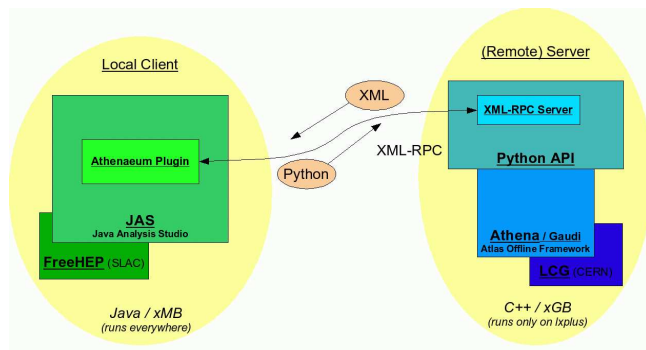 Local Client
(Remote) Server
XML
XML-RPC Server
Athenaeum Plugin
XML-RPC
Python API
Python
JAS
Java Analysis Studio
Athena / Gaudi
Atlas Offline Framework
FreeHEP (SLAC)
LCG (CERN)
Java / xMB
(runs everywhere)
C++ / xGB
(runs only on lxplus)